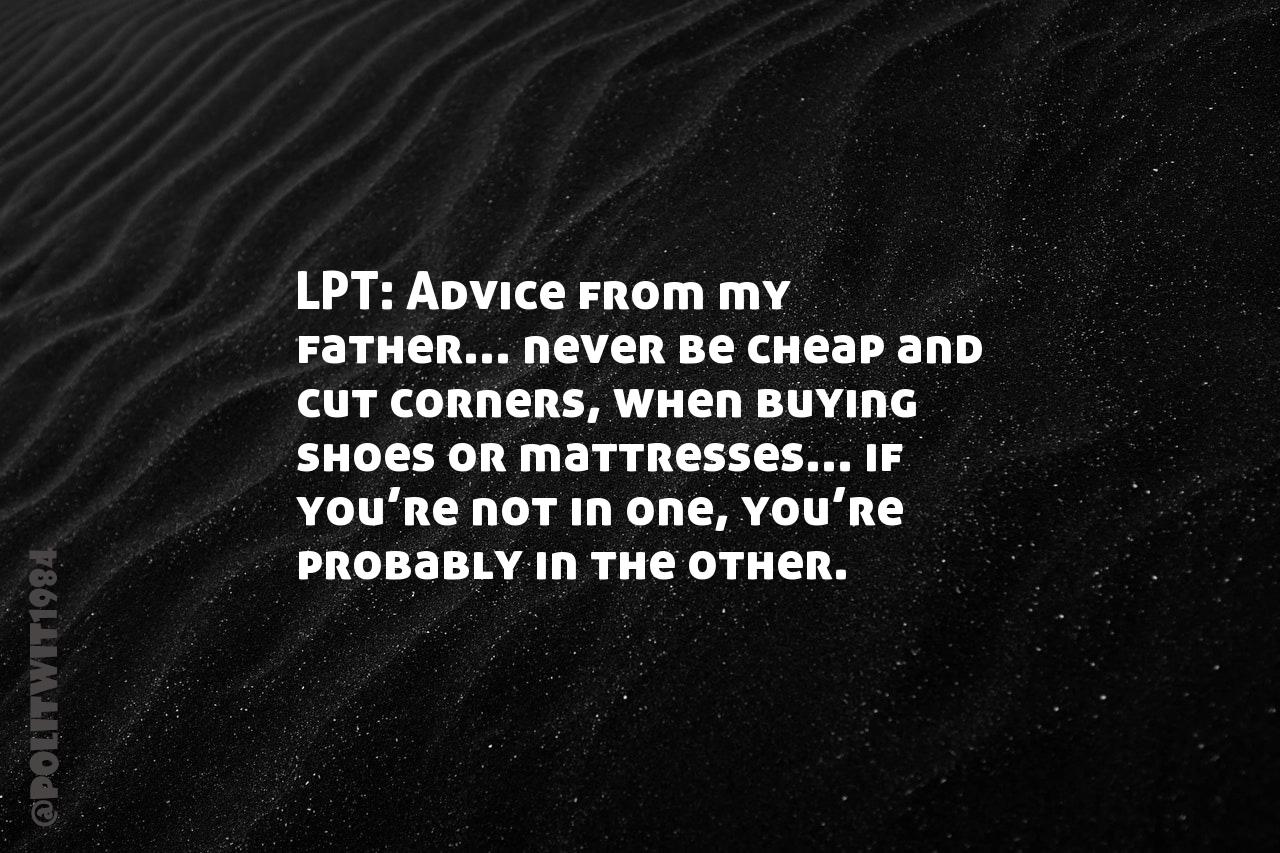 LPT: Advice from my
father... never be cheap and
cut corners, when buying
shoes or mattresses... if
you're not in one, you're
probably in the other.
@politwit1984